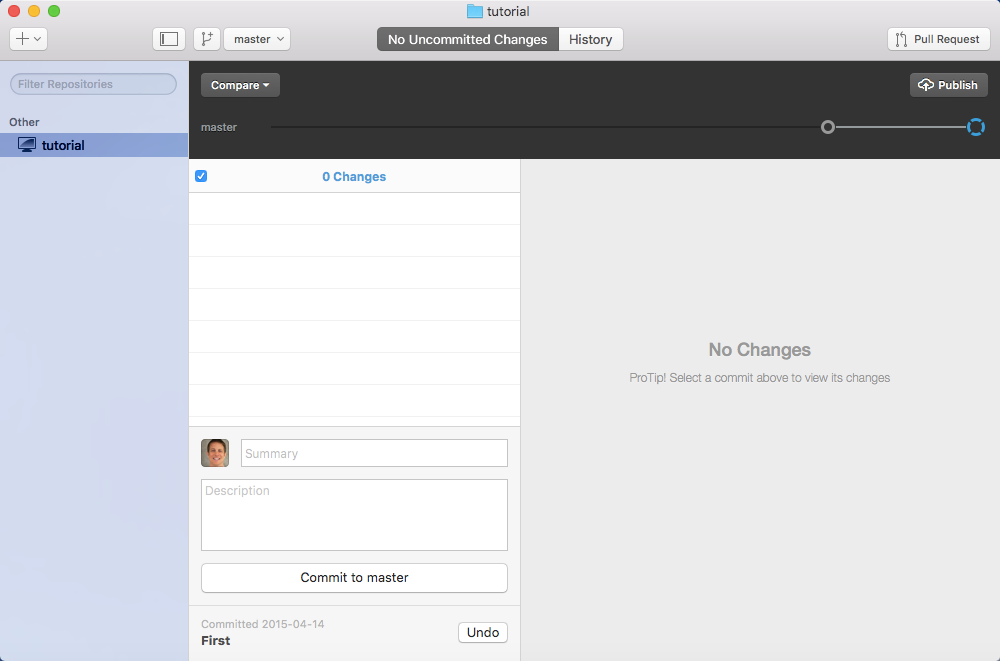 tutorial
master
No Uncommitted Changes
History
Pull Request
Filter Repositories
Compare
Publish
Other
master
tutorial
0 Changes
No Changes
ProTip! Select a commit above to view its changes
Summary
Description
Commit to master
Committed 2015-04-14
First
Undo